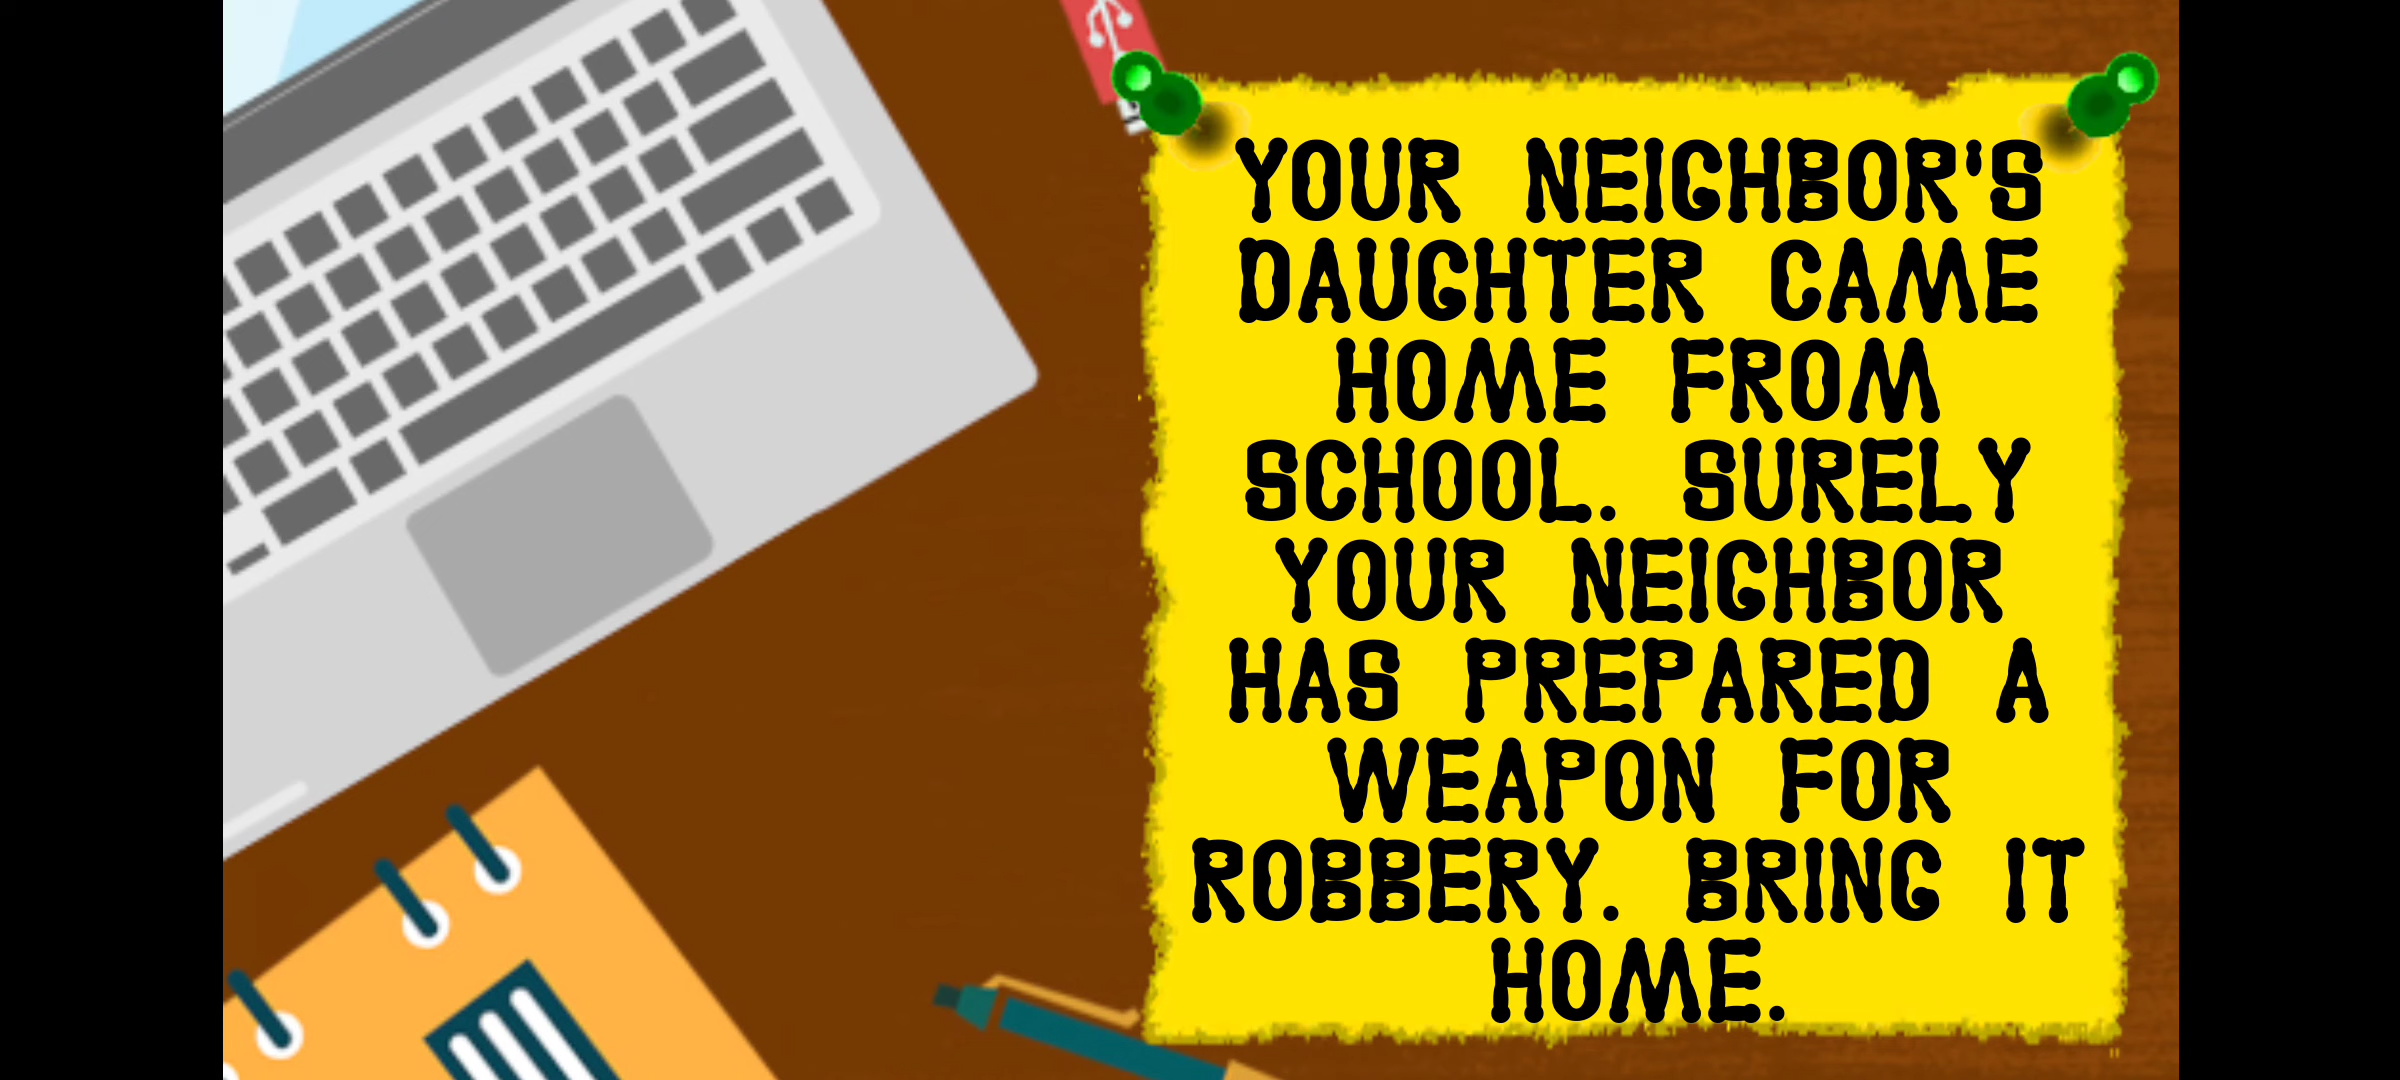 YOUR NEIGHBOR'S
DAUGHTER CAME
HOME FROM
SCHOOL. SURELY
YOUR NEIGHBOR
HAS PREPARED A
WEAPON FOR
ROBBERY. BRING IT
HOME.